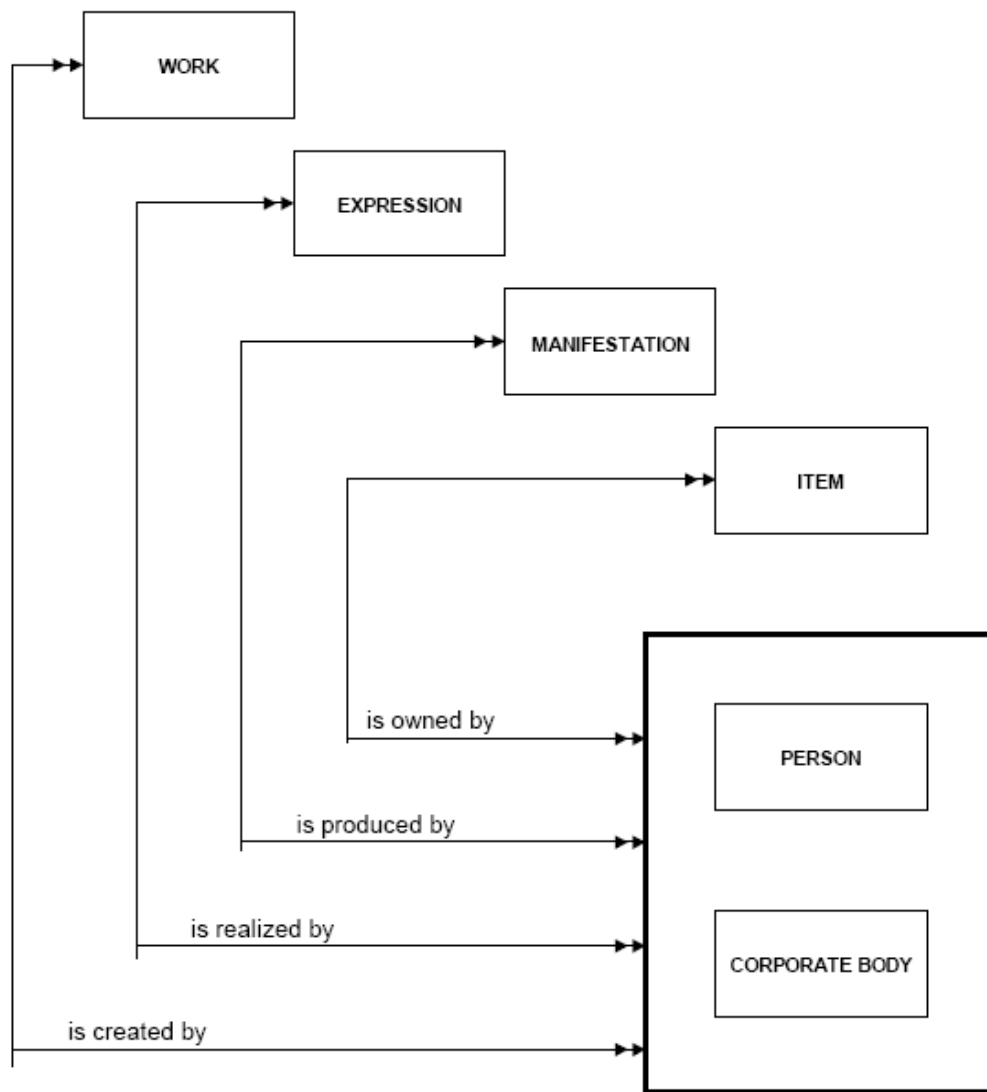 WORK
EXPRESSION
MANIFESTATION
ITEM
is owned by
PERSON
is produced by
is realized by
CORPORATE BODY
is created by